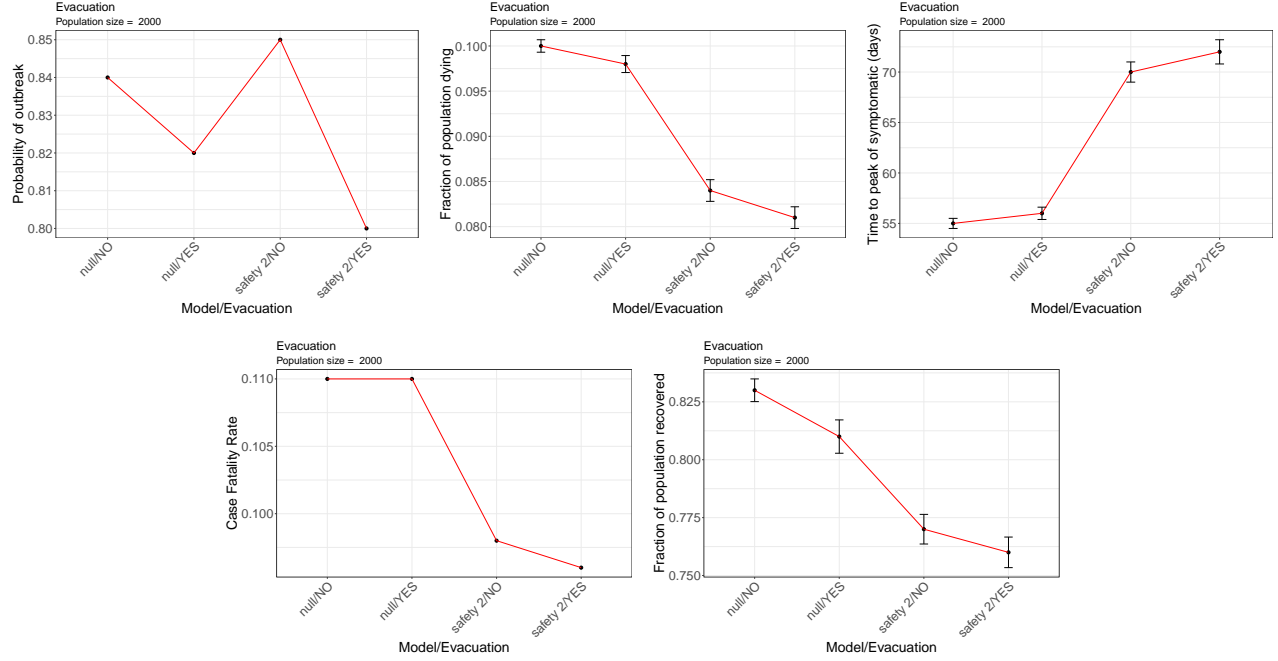 Evacuation
Population size =  2000
Probability of outbreak
0.85
0.84
0.83
0.82
0.81
0.80
null/NO
null/YES
safety 2/NO
safety 2/YES
Model/Evacuation
Evacuation
Population size =  2000
Fraction of population dying
0.100
0.095
0.090
0.085
0.080
null/NO
null/YES
safety 2/NO
safety 2/YES
Model/Evacuation
Evacuation
Population size =  2000
Time to peak of symptomatic (days)
70
65
60
55
null/NO
null/YES
safety 2/NO
safety 2/YES
Model/Evacuation
Evacuation
Population size =  2000
Case Fatality Rate
0.110
0.105
0.100
null/NO
null/YES
safety 2/NO
safety 2/YES
Model/Evacuation
Evacuation
Population size =  2000
Fraction of population recovered
0.825
0.800
0.775
0.750
null/NO
null/YES
safety 2/NO
safety 2/YES
Model/Evacuation